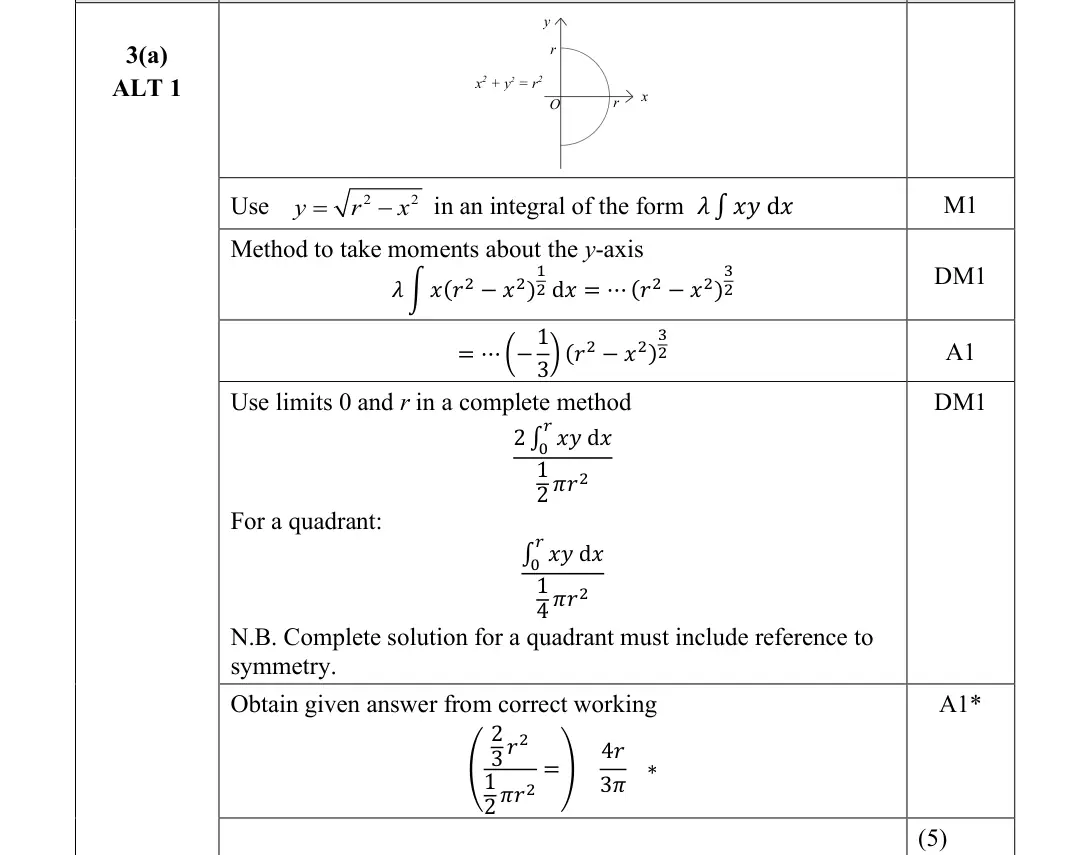 3(a)
ALT 1
y
r
x² + y² = r²
O
r
x
Use y = √(r² − x²) in an integral of the form λ∫ xy dx
M1
Method to take moments about the y-axis
λ∫ x(r² − x²)^(1/2) dx = ⋯ (r² − x²)^(3/2)
DM1
= ⋯ (−1/3) (r² − x²)^(3/2)
A1
Use limits 0 and r in a complete method
DM1
(2 ∫₀^r xy dx) / (1/2 πr²)
For a quadrant:
(∫₀^r xy dx) / (1/4 πr²)
N.B. Complete solution for a quadrant must include reference to
symmetry.
Obtain given answer from correct working
A1*
((2/3 r²) / (1/2 πr²) =) 4r/3π *
(5)